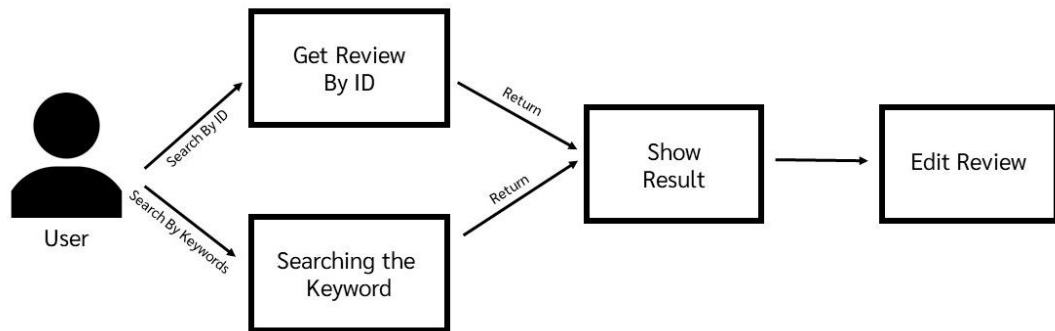 Get Review
By ID
Search By ID
Return
Show
Result
Edit Review
User
Search By Keywords
Return
Searching the
Keyword